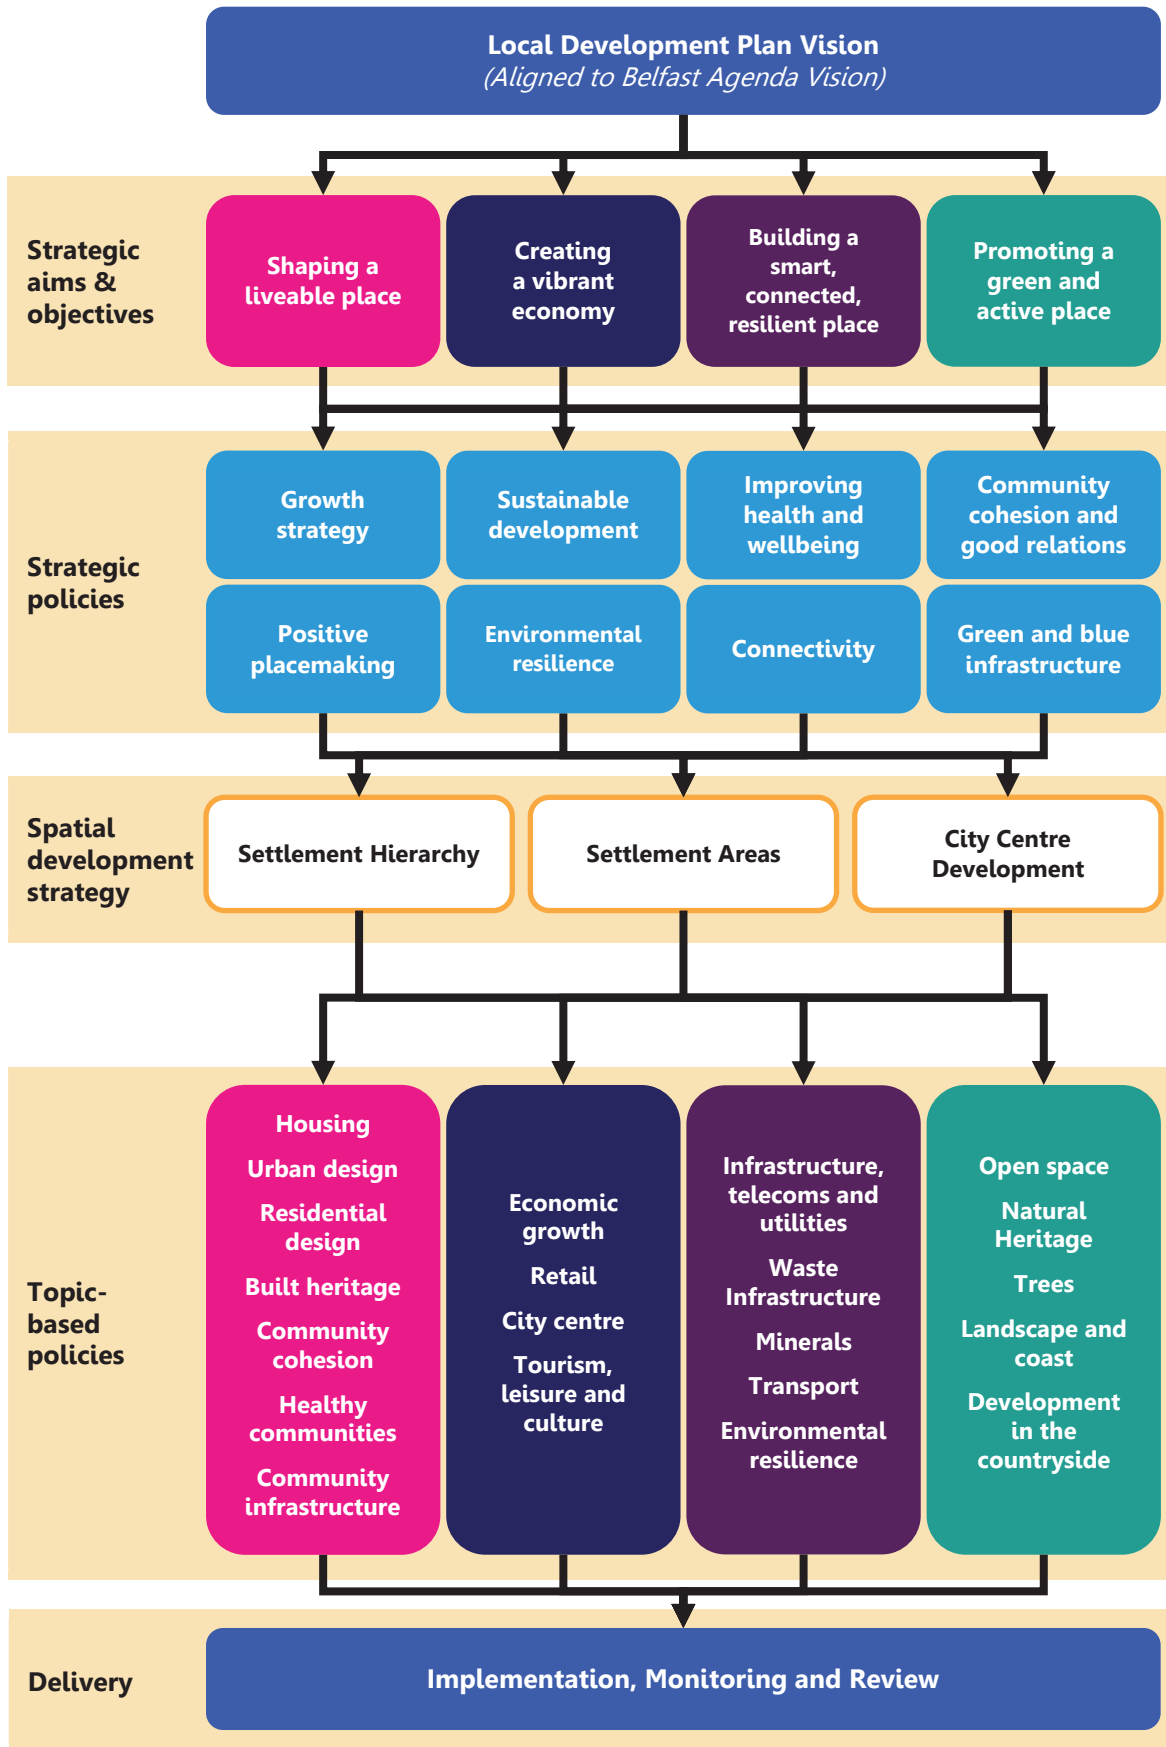 Local Development Plan Vision
(Aligned to Belfast Agenda Vision)
Strategic
aims &
objectives
Shaping a
liveable place
Creating
a vibrant
economy
Building a
smart,
connected,
resilient place
Promoting a
green and
active place
Strategic
policies
Growth
strategy
Sustainable
development
Improving
health and
wellbeing
Community
cohesion and
good relations
Positive
placemaking
Environmental
resilience
Connectivity
Green and blue
infrastructure
Spatial
development
strategy
Settlement Hierarchy
Settlement Areas
City Centre
Development
Topic-
based
policies
Housing
Urban design
Residential
design
Built heritage
Community
cohesion
Healthy
communities
Community
infrastructure
Economic
growth
Retail
City centre
Tourism,
leisure and
culture
Infrastructure,
telecoms and
utilities
Waste
Infrastructure
Minerals
Transport
Environmental
resilience
Open space
Natural
Heritage
Trees
Landscape and
coast
Development
in the
countryside
Delivery
Implementation, Monitoring and Review